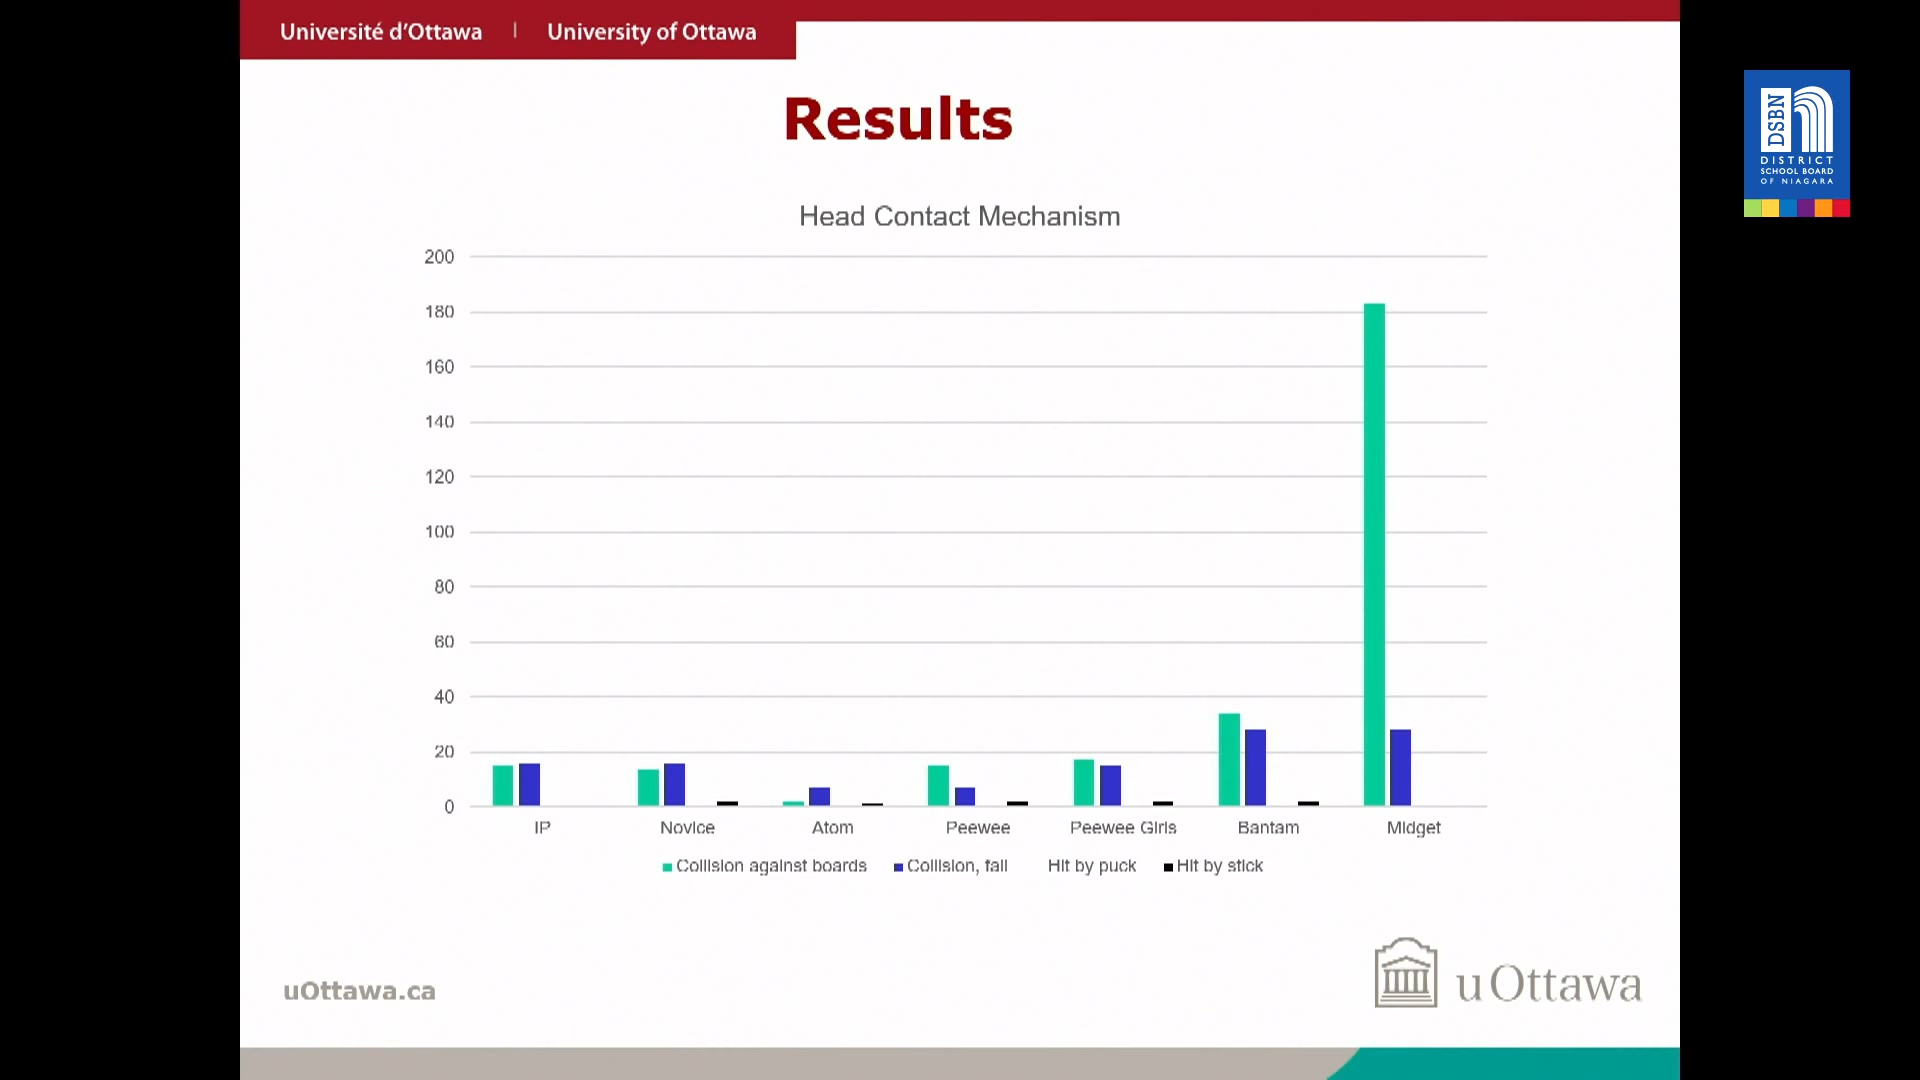 Université d'Ottawa | University of Ottawa
Results
DSBN
DISTRICT
SCHOOL BOARD
OF NIAGARA
Head Contact Mechanism
200
180
160
140
120
100
80
60
40
20
0
IP Novice Atom Peewee Peewee Girls Bantam Midget
Collision against boards Collision, fall Hit by puck Hit by stick
uOttawa.ca
uOttawa